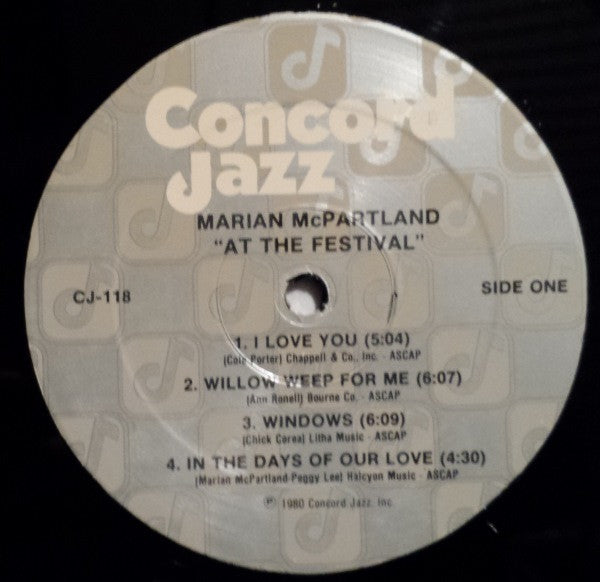 Concord
Jazz
MARIAN McPARTLAND
"AT THE FESTIVAL"
CJ-118
SIDE ONE
1. I LOVE YOU (5:04)
(Cole Porter) Chappell & Co., Inc. - ASCAP
2. WILLOW WEEP FOR ME (6:07)
(Ann Ronell) Bourne Co. - ASCAP
3. WINDOWS (6:09)
(Chick Corea) Litha Music - ASCAP
4. IN THE DAYS OF OUR LOVE (4:30)
(Marian McPartland-Peggy Lee) Halcyon Music - ASCAP
℗ 1980 Concord Jazz, Inc.